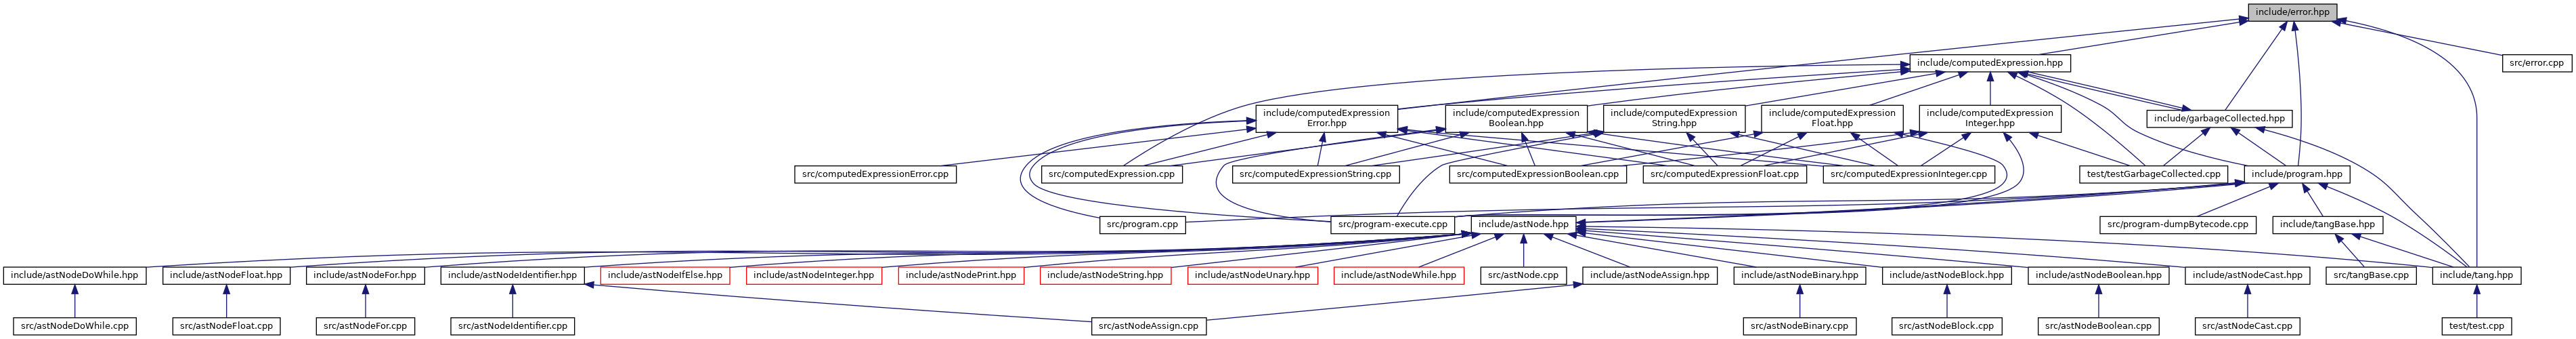 include/error.hpp
include/computedExpression.hpp
src/error.cpp
include/computedExpression
Error.hpp
include/computedExpression
Boolean.hpp
include/computedExpression
String.hpp
include/computedExpression
Float.hpp
include/computedExpression
Integer.hpp
include/garbageCollected.hpp
src/computedExpressionError.cpp
src/computedExpression.cpp
src/computedExpressionString.cpp
src/computedExpressionBoolean.cpp
src/computedExpressionFloat.cpp
src/computedExpressionInteger.cpp
test/testGarbageCollected.cpp
include/program.hpp
src/program.cpp
src/program-execute.cpp
include/astNode.hpp
src/program-dumpBytecode.cpp
include/tangBase.hpp
include/astNodeDoWhile.hpp
include/astNodeFloat.hpp
include/astNodeFor.hpp
include/astNodeIdentifier.hpp
include/astNodeIfElse.hpp
include/astNodeInteger.hpp
include/astNodePrint.hpp
include/astNodeString.hpp
include/astNodeUnary.hpp
include/astNodeWhile.hpp
src/astNode.cpp
include/astNodeAssign.hpp
include/astNodeBinary.hpp
include/astNodeBlock.hpp
include/astNodeBoolean.hpp
include/astNodeCast.hpp
src/tangBase.cpp
include/tang.hpp
src/astNodeDoWhile.cpp
src/astNodeFloat.cpp
src/astNodeFor.cpp
src/astNodeIdentifier.cpp
src/astNodeAssign.cpp
src/astNodeBinary.cpp
src/astNodeBlock.cpp
src/astNodeBoolean.cpp
src/astNodeCast.cpp
test/test.cpp